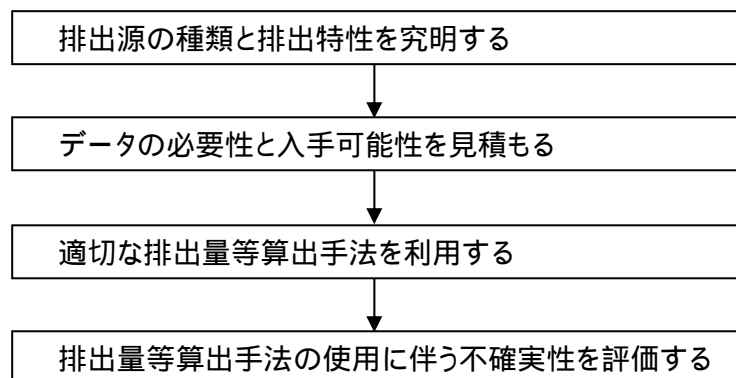 排出源の種類と排出特性を究明する
データの必要性と入手可能性を見積もる
適切な排出量等算出手法を利用する
排出量等算出手法の使用に伴う不確実性を評価する